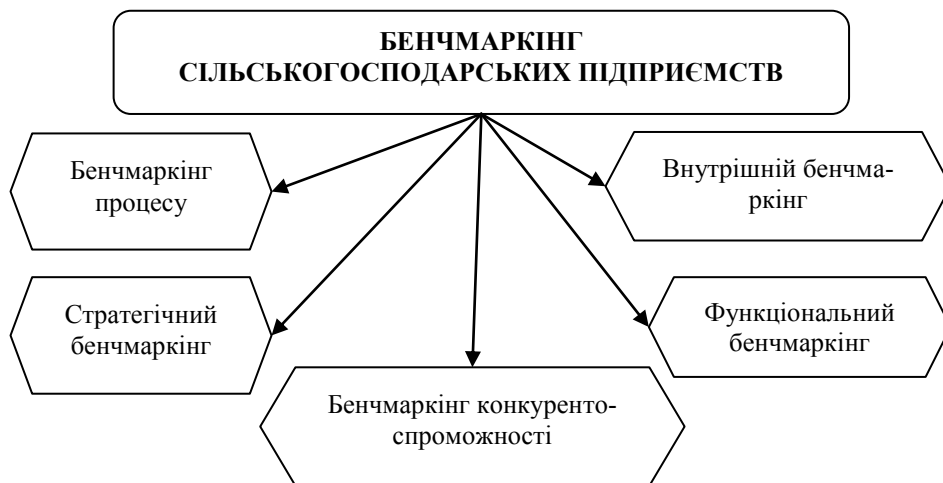 БЕНЧМАРКІНГ
СІЛЬСЬКОГОСПОДАРСЬКИХ ПІДПРИЄМСТВ
Бенчмаркінг
процесу
Внутрішній бенчма-
ркінг
Стратегічний
бенчмаркінг
Функціональний
бенчмаркінг
Бенчмаркінг конкуренто-
спроможності